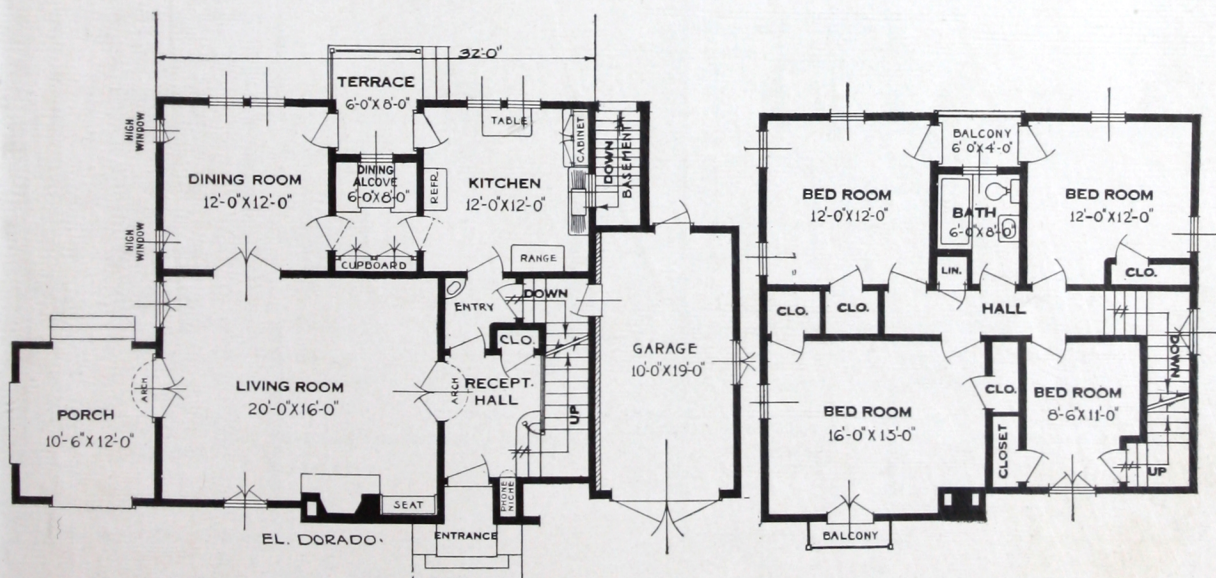 32'-0"
TERRACE
6'-0"X8'-0"
HIGH
WINDOW
TABLE
CABINET
DOWN
BASEMENT
DINING ROOM
12'-0"X12'-0"
DINING
ALCOVE
6'-0"X8'-0"
REFR.
KITCHEN
12'-0"X12'-0"
HIGH
WINDOW
CUPBOARD
RANGE
ENTRY
DOWN
CLO.
LIVING ROOM
20'-0"X16'-0"
ARCH
ARCH
RECEPT.
HALL
UP
PORCH
10'-6"X12'-0"
GARAGE
10'-0"X19'-0"
SEAT
PHONE
NICHE
ENTRANCE
EL. DORADO.
BALCONY
6'0"X4'-0"
BED ROOM
12'-0"X12'-0"
BATH
6'-0"X8'-0"
BED ROOM
12'-0"X12'-0"
LIN.
CLO.
CLO.
CLO.
HALL
DOWN
BED ROOM
16'-0"X13'-0"
CLO.
CLOSET
BED ROOM
8'-6"X11'-0"
UP
BALCONY